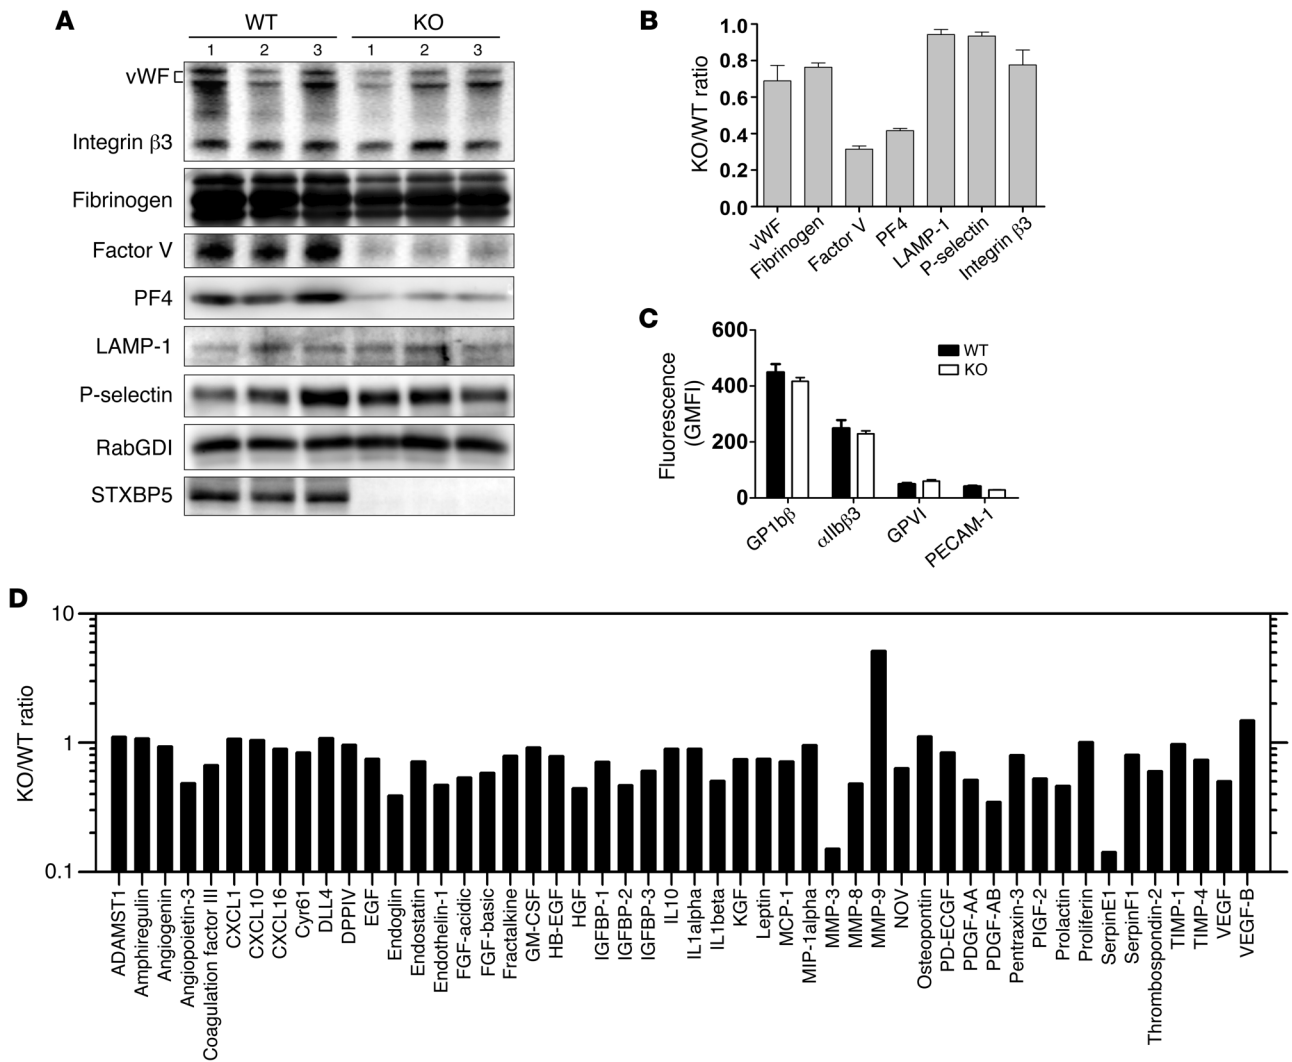 A
WT KO
1 2 3 1 2 3
vWF
Integrin β3
Fibrinogen
Factor V
PF4
LAMP-1
P-selectin
RabGDI
STXBP5
B
KO/WT ratio
1.0
0.8
0.6
0.4
0.2
0.0
vWF
Fibrinogen
Factor V
PF4
LAMP-1
P-selectin
Integrin β3
C
Fluorescence
(GMFI)
600
400
200
0
WT
KO
GP1bβ
αIIbβ3
GPVI
PECAM-1
D
KO/WT ratio
10
1
0.1
ADAMST1
Amphiregulin
Angiogenin
Angiopoietin-3
Coagulation factor III
CXCL1
CXCL10
CXCL16
Cyr61
DLL4
DPPIV
EGF
Endoglin
Endostatin
Endothelin-1
FGF-acidic
FGF-basic
Fractalkine
GM-CSF
HB-EGF
HGF
IGFBP-1
IGFBP-2
IGFBP-3
IL10
IL1alpha
IL1beta
KGF
Leptin
MCP-1
MIP-1alpha
MMP-3
MMP-8
MMP-9
NOV
Osteopontin
PD-ECGF
PDGF-AA
PDGF-AB
Pentraxin-3
PIGF-2
Prolactin
Proliferin
SerpinE1
SerpinF1
Thrombospondin-2
TIMP-1
TIMP-4
VEGF
VEGF-B